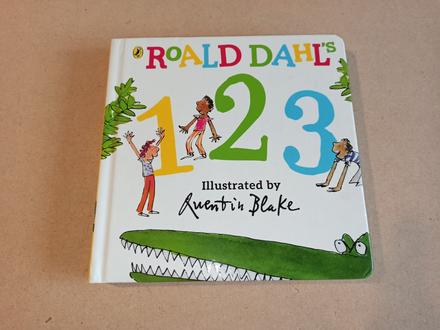 ROALD DAHL'S
123
Illustrated by
Quentin Blake